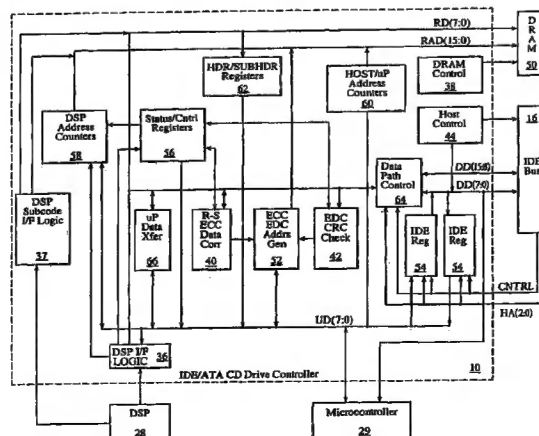 RD(7:0)
RAD(15:0)
D
R
A
M
50
HDR/SUBHDR
Registers
62
HOST/uP
Address
Counters
60
DRAM
Control
38
DSP
Address
Counters
58
Status/Cntrl
Registers
56
Host
Control
44
16
IDE
Bus
DSP
Subcode
I/F Logic
37
Data
Path
Control
64
DD(15:8)
DD(7:0)
uP
Data
Xfer
66
R-S
ECC
Data
Corr
40
ECC
EDC
Addrs
Gen
52
EDC
CRC
Check
42
IDE
Reg
54
IDE
Reg
54
CNTRL
UD(7:0)
HA(2:0)
DSP I/F
LOGIC
36
IDE/ATA CD Drive Controller
10
DSP
28
Microcontroller
29